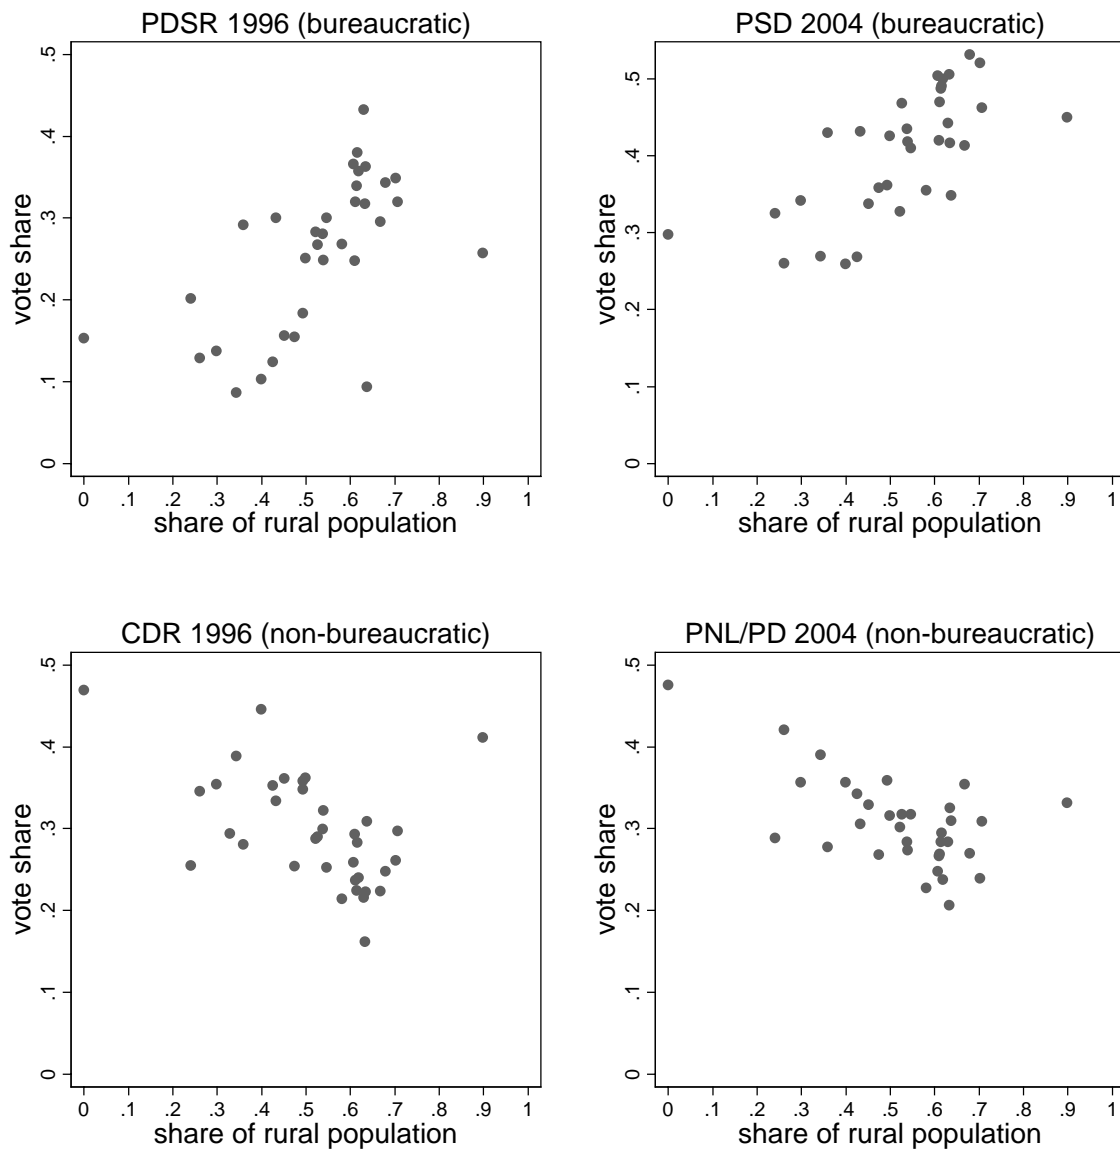 PDSR 1996 (bureaucratic)
vote share
0 .1 .2 .3 .4 .5
0 .1 .2 .3 .4 .5 .6 .7 .8 .9 1
share of rural population
PSD 2004 (bureaucratic)
vote share
0 .1 .2 .3 .4 .5
0 .1 .2 .3 .4 .5 .6 .7 .8 .9 1
share of rural population
CDR 1996 (non-bureaucratic)
vote share
0 .1 .2 .3 .4 .5
0 .1 .2 .3 .4 .5 .6 .7 .8 .9 1
share of rural population
PNL/PD 2004 (non-bureaucratic)
vote share
0 .1 .2 .3 .4 .5
0 .1 .2 .3 .4 .5 .6 .7 .8 .9 1
share of rural population